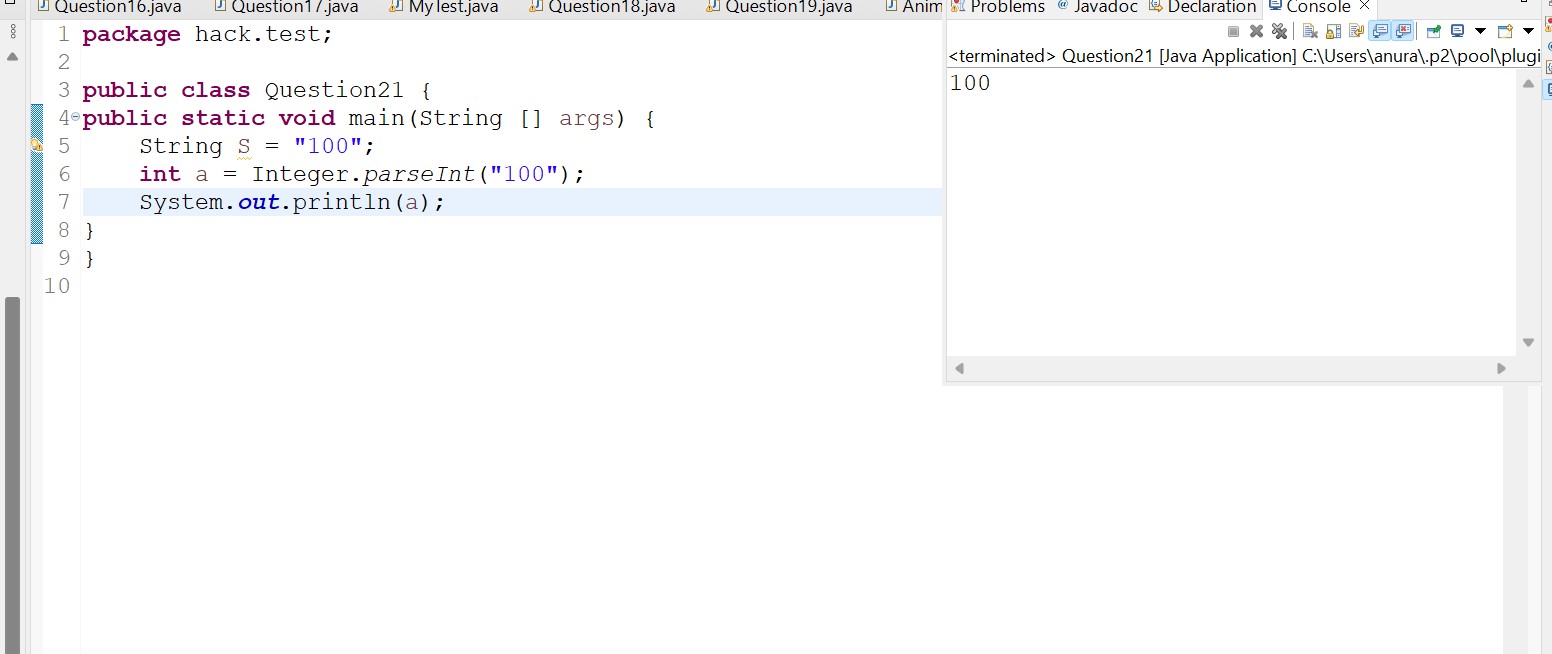 Question16.java Question17.java MyTest.java Question18.java Question19.java Anim Problems @ Javadoc Declaration Console
<terminated> Question21 [Java Application] C:\Users\anura\.p2\pool\plugi
100
1 package hack.test;
2
3 public class Question21 {
4 public static void main(String [] args) {
5 String S = "100";
6 int a = Integer.parseInt("100");
7 System.out.println(a);
8 }
9 }
10